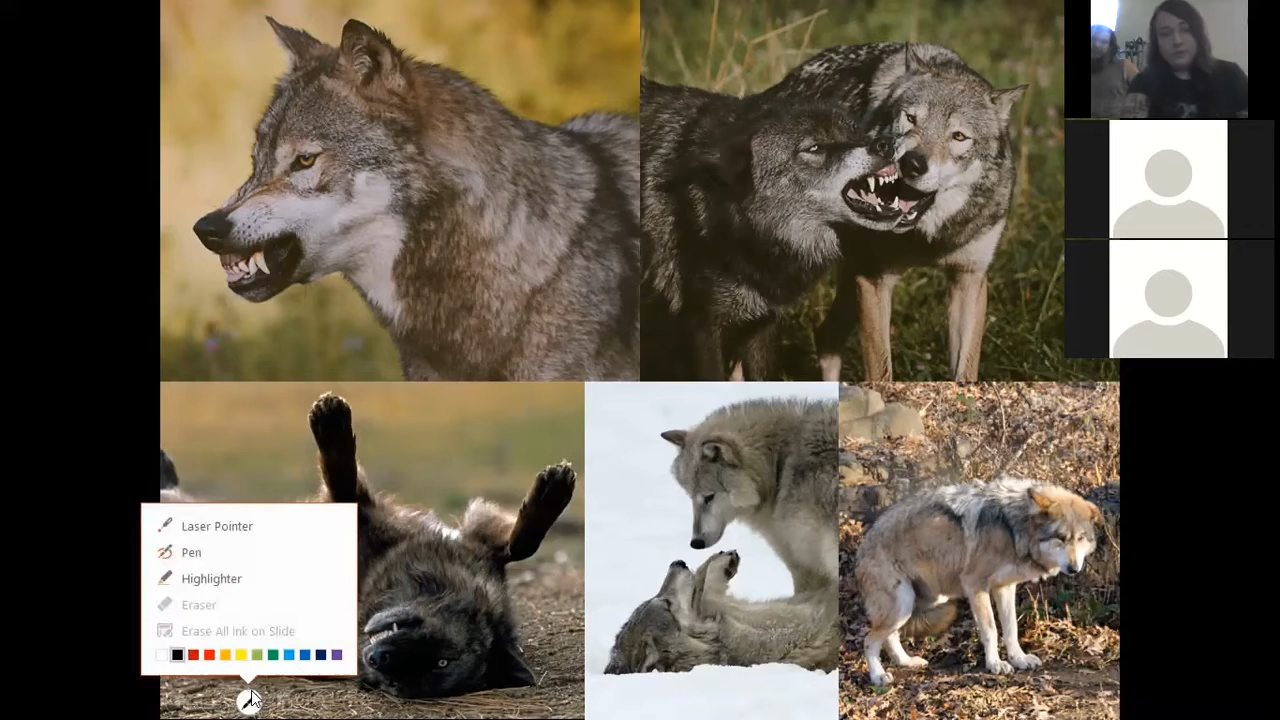 Laser Pointer
Pen
Highlighter
Eraser
Erase All Ink on Slide